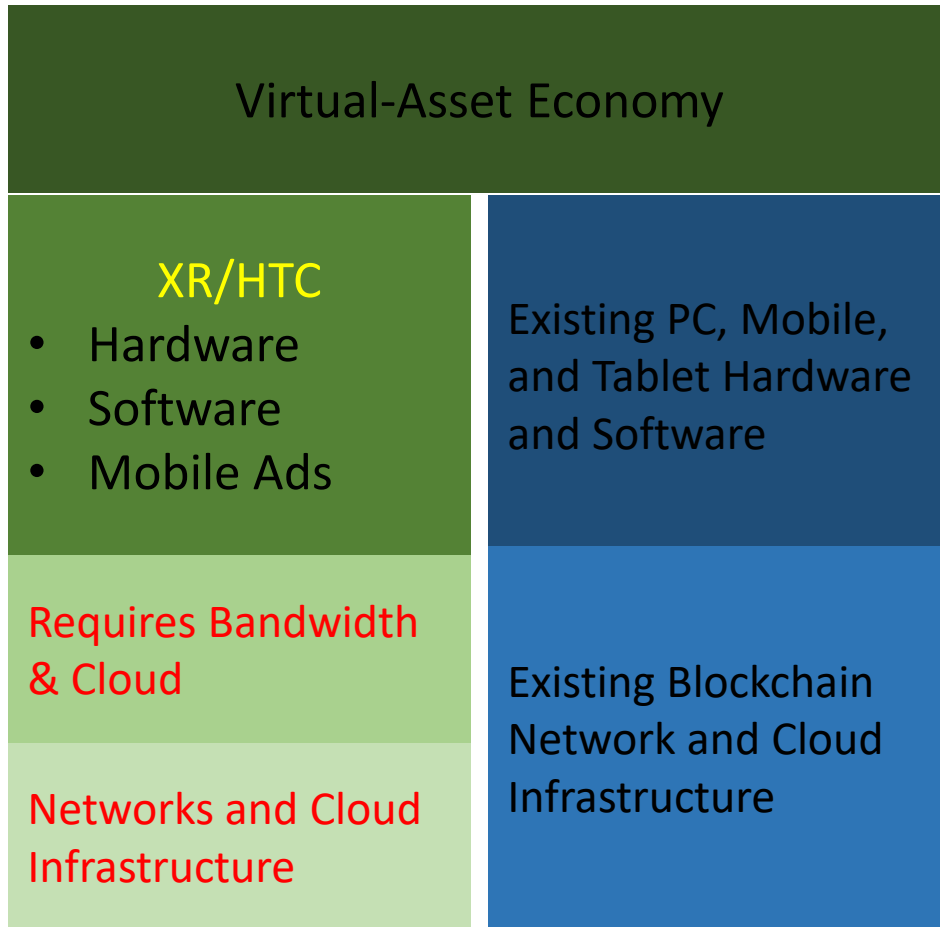 Virtual-Asset Economy
XR/HTC
• Hardware
• Software
• Mobile Ads
Requires Bandwidth
& Cloud
Networks and Cloud
Infrastructure
Existing PC, Mobile,
and Tablet Hardware
and Software
Existing Blockchain
Network and Cloud
Infrastructure